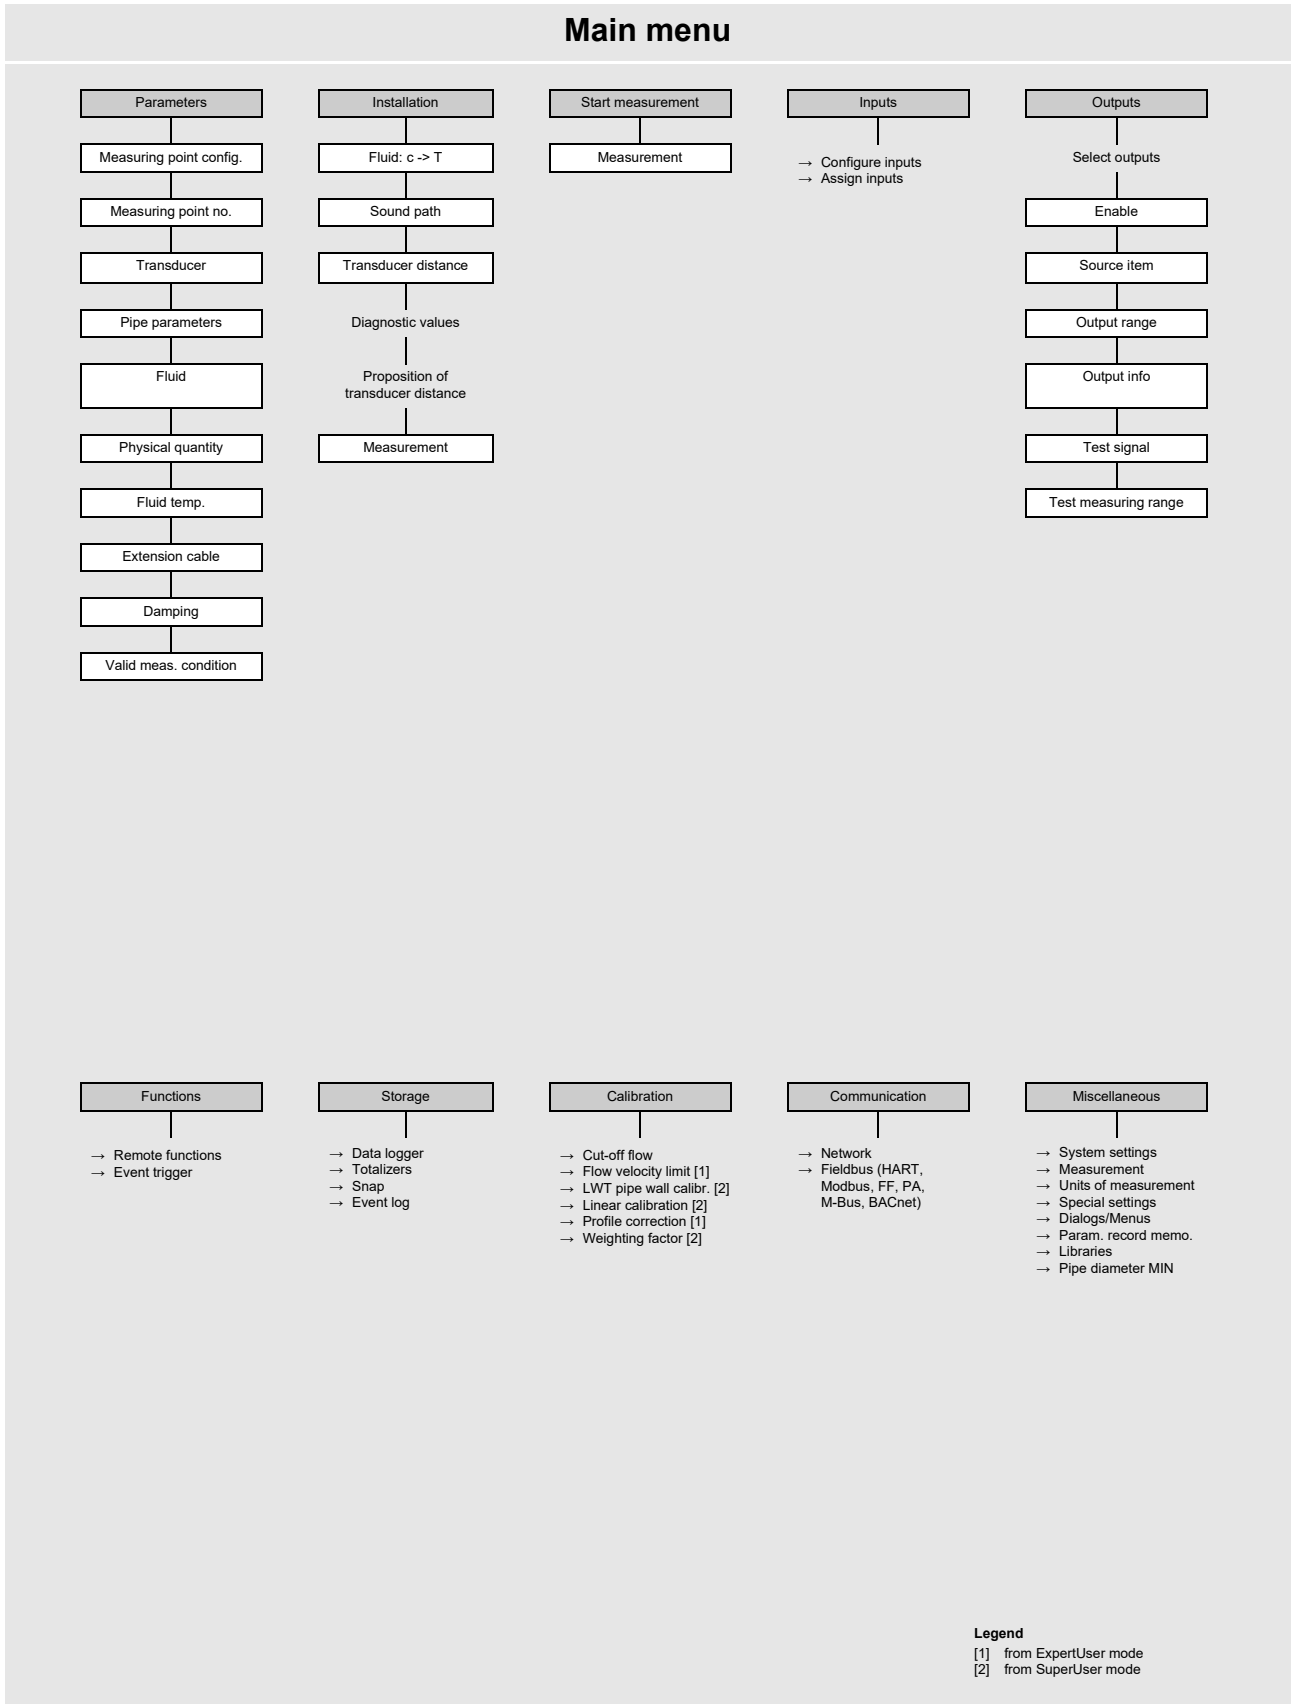 Main menu
Parameters
Measuring point config.
Measuring point no.
Transducer
Pipe parameters
Fluid
Physical quantity
Fluid temp.
Extension cable
Damping
Valid meas. condition
Installation
Fluid: c -> T
Sound path
Transducer distance
Diagnostic values
Proposition of
transducer distance
Measurement
Start measurement
Measurement
Inputs
→ Configure inputs
→ Assign inputs
Outputs
Select outputs
Enable
Source item
Output range
Output info
Test signal
Test measuring range
Functions
→ Remote functions
→ Event trigger
Storage
→ Data logger
→ Totalizers
→ Snap
→ Event log
Calibration
→ Cut-off flow
→ Flow velocity limit [1]
→ LWT pipe wall calibr. [2]
→ Linear calibration [2]
→ Profile correction [1]
→ Weighting factor [2]
Communication
→ Network
→ Fieldbus (HART,
Modbus, FF, PA,
M-Bus, BACnet)
Miscellaneous
→ System settings
→ Measurement
→ Units of measurement
→ Special settings
→ Dialogs/Menus
→ Param. record memo.
→ Libraries
→ Pipe diameter MIN
Legend
[1] from ExpertUser mode
[2] from SuperUser mode